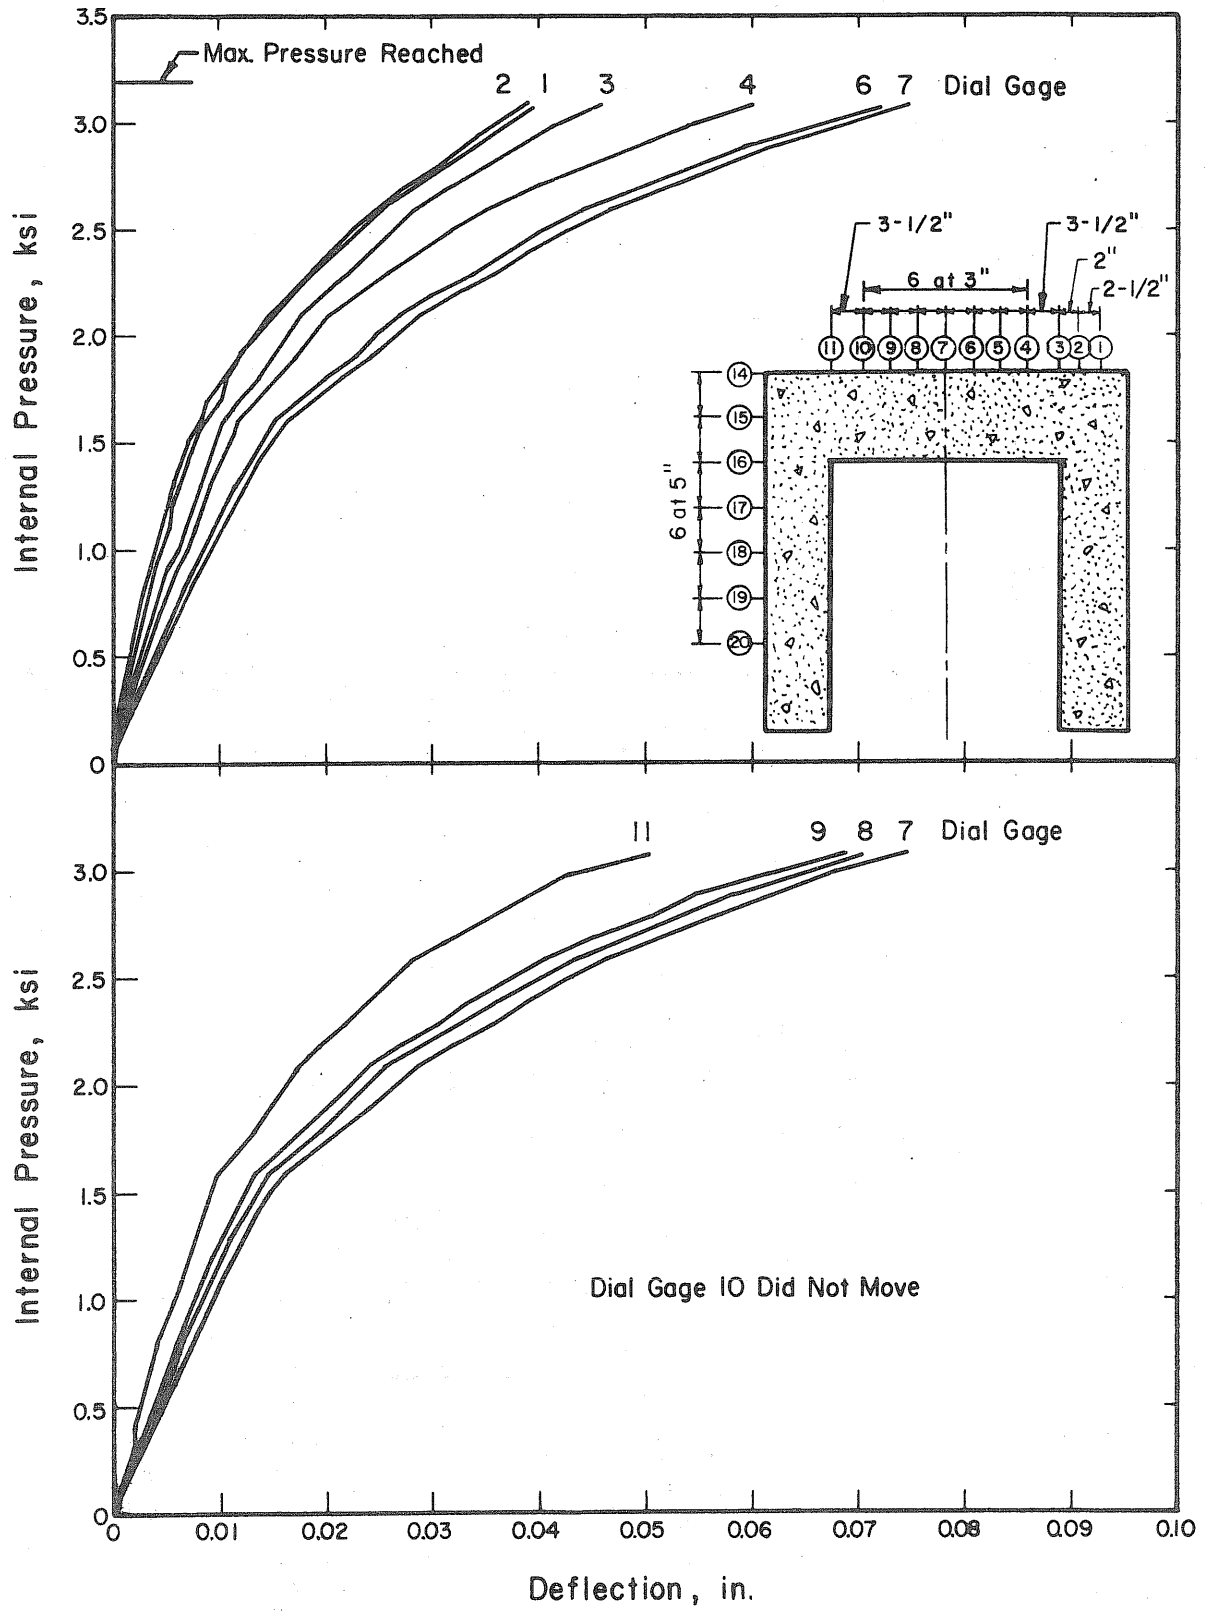 3.5
Max. Pressure Reached
2 1 3 4 6 7 Dial Gage
3.0
2.5
2.0
1.5
1.0
0.5
0
Internal Pressure, ksi
3-1/2" 3-1/2"
2"
6 at 3" 2-1/2"
11 10 9 8 7 6 5 4 3 2 1
14
15
16
17
18
19
20
6 at 5"
11 9 8 7 Dial Gage
3.0
2.5
2.0
1.5
1.0
0.5
0
Internal Pressure, ksi
Dial Gage 10 Did Not Move
0 0.01 0.02 0.03 0.04 0.05 0.06 0.07 0.08 0.09 0.10
Deflection, in.